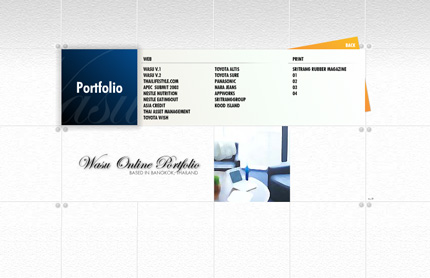 BACK
Portfolio
WEB
WASU V.1
WASU V.2
THAILIFESTYLE.COM
APEC SUMMIT 2003
NESTLE NUTRITION
NESTLE EATINGOUT
ASIA CREDIT
THAI ASSET MANAGEMENT
TOYOTA WISH
TOYOTA ALTIS
TOYOTA SURE
PANASONIC
NARA JEANS
APPWORKS
SRITRANGGROUP
KOOD ISLAND
PRINT
SRITRANG RUBBER MAGAZINE
01
02
03
04
Wasu Online Portfolio
BASED IN BANGKOK, THAILAND